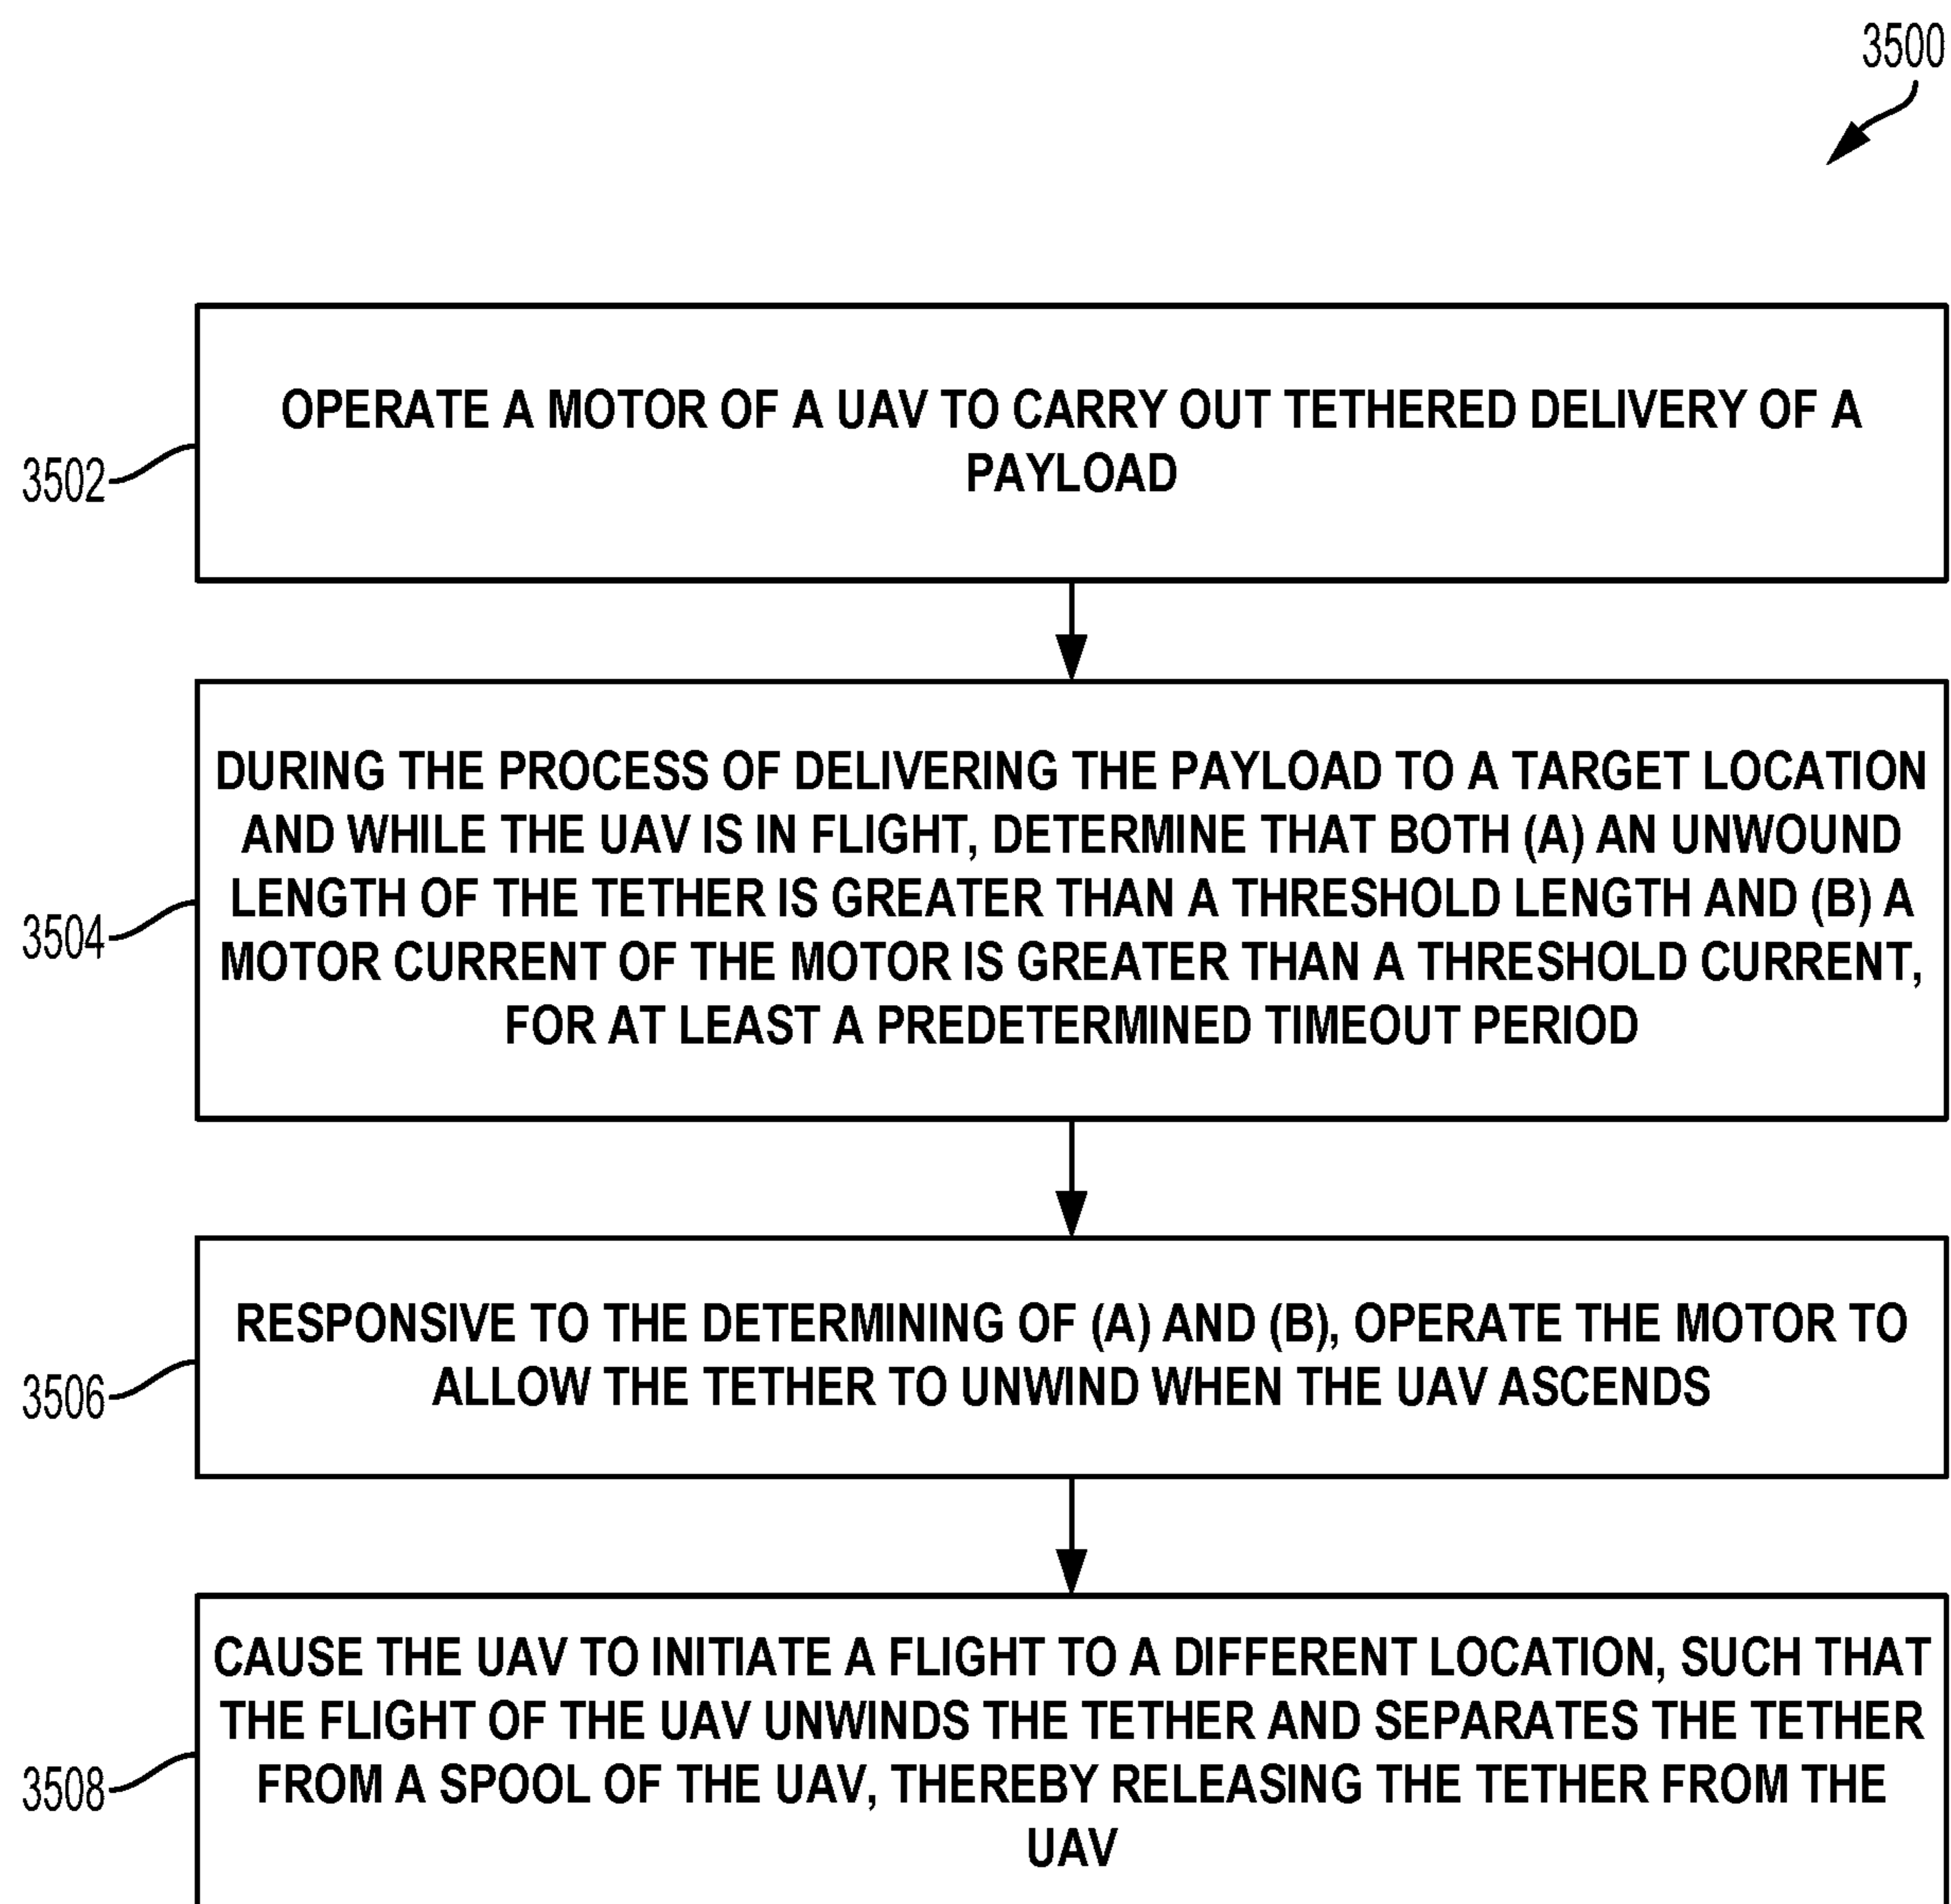 3500
OPERATE A MOTOR OF A UAV TO CARRY OUT TETHERED DELIVERY OF A
PAYLOAD
3502
DURING THE PROCESS OF DELIVERING THE PAYLOAD TO A TARGET LOCATION
AND WHILE THE UAV IS IN FLIGHT, DETERMINE THAT BOTH (A) AN UNWOUND
LENGTH OF THE TETHER IS GREATER THAN A THRESHOLD LENGTH AND (B) A
MOTOR CURRENT OF THE MOTOR IS GREATER THAN A THRESHOLD CURRENT,
FOR AT LEAST A PREDETERMINED TIMEOUT PERIOD
3504
RESPONSIVE TO THE DETERMINING OF (A) AND (B), OPERATE THE MOTOR TO
ALLOW THE TETHER TO UNWIND WHEN THE UAV ASCENDS
3506
CAUSE THE UAV TO INITIATE A FLIGHT TO A DIFFERENT LOCATION, SUCH THAT
THE FLIGHT OF THE UAV UNWINDS THE TETHER AND SEPARATES THE TETHER
FROM A SPOOL OF THE UAV, THEREBY RELEASING THE TETHER FROM THE
UAV
3508